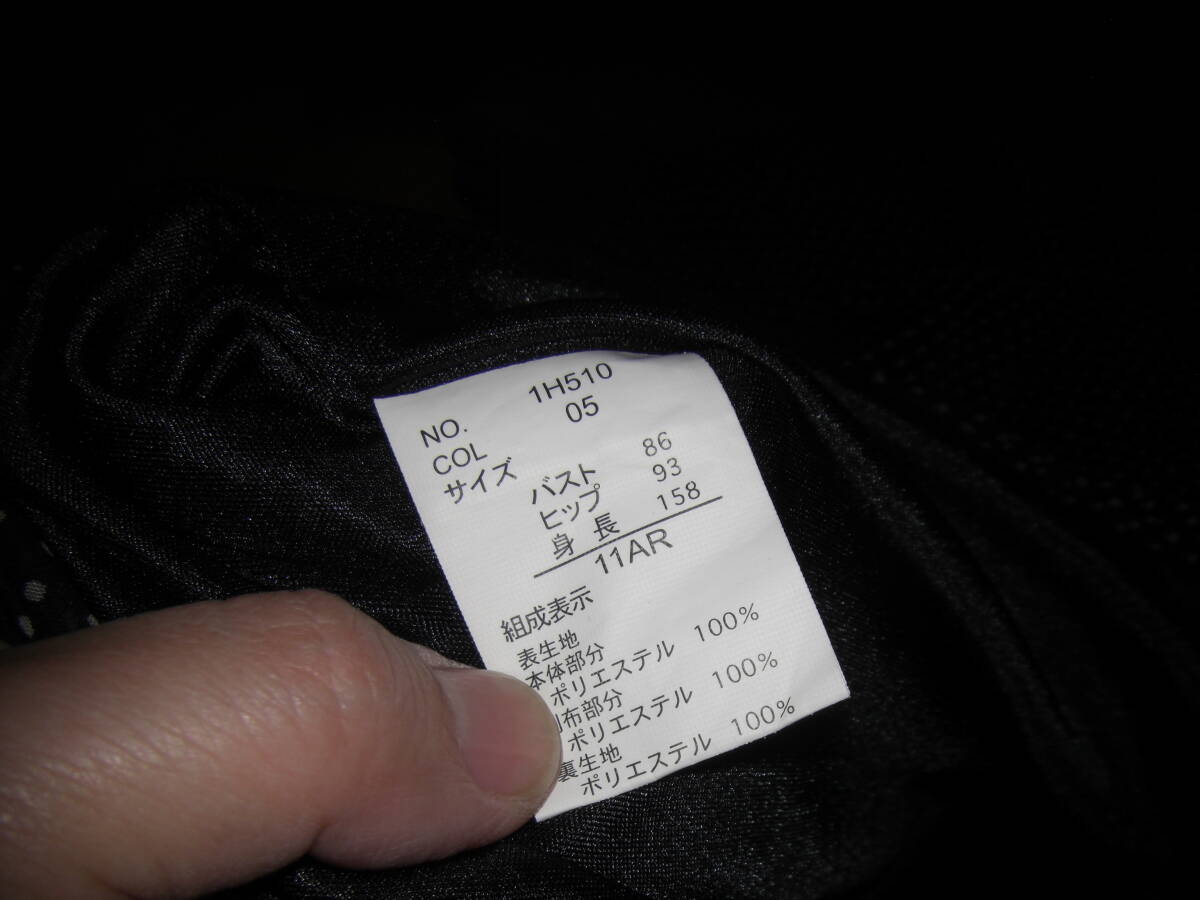 NO. 1H510
COL 05
サイズ
バスト 86
ヒップ 93
身長 158
11AR
組成表示
表生地
本体部分
ポリエステル 100%
布部分
ポリエステル 100%
裏生地
ポリエステル 100%